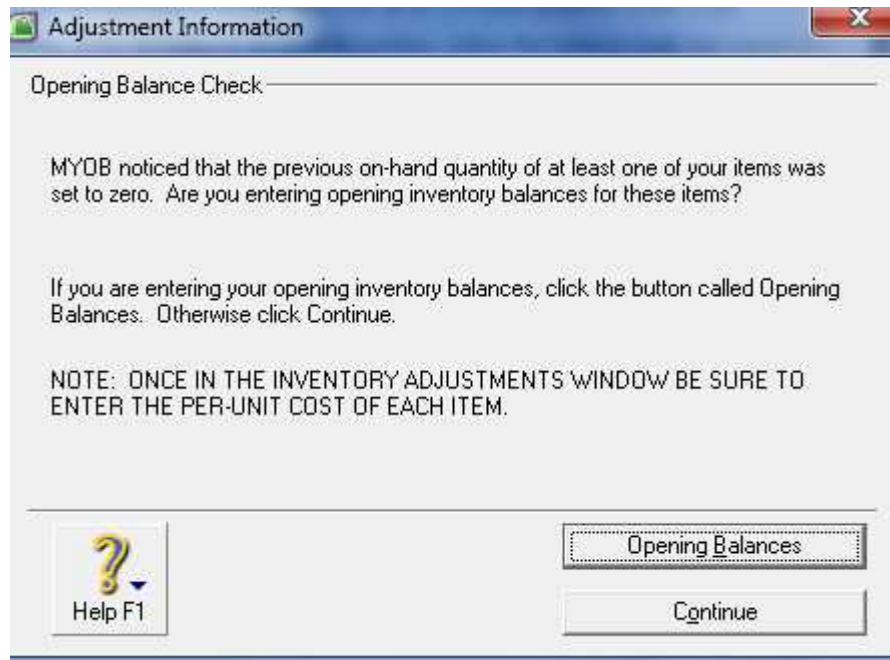 Adjustment Information
Opening Balance Check
MYOB noticed that the previous on-hand quantity of at least one of your items was
set to zero. Are you entering opening inventory balances for these items?
If you are entering your opening inventory balances, click the button called Opening
Balances. Otherwise click Continue.
NOTE: ONCE IN THE INVENTORY ADJUSTMENTS WINDOW BE SURE TO
ENTER THE PER-UNIT COST OF EACH ITEM.
Opening Balances
Help F1
Continue